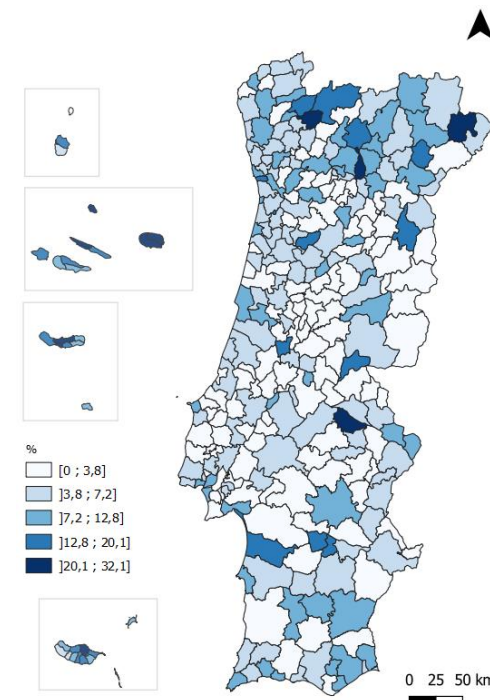 %
[0 ; 3,8]
]3,8 ; 7,2]
]7,2 ; 12,8]
]12,8 ; 20,1]
]20,1 ; 32,1]
0 25 50 km